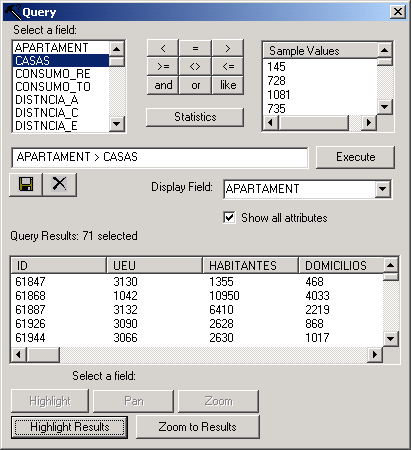 Query
Select a field:
APARTAMENT
CASAS
CONSUMO_RE
CONSUMO_TO
DISTNCIA_A
DISTNCIA_C
DISTNCIA_E
< = >
>= <> <=
and or like
Statistics
Sample Values
145
728
1081
735
APARTAMENT > CASAS
Execute
Display Field: APARTAMENT
Show all attributes
Query Results: 71 selected
ID UEU HABITANTES DOMICILIOS
61847 3130 1355 468
61868 1042 10950 4033
61887 3132 6410 2219
61926 3090 2628 868
61944 3066 2630 1017
Select a field:
Highlight Pan Zoom
Highlight Results Zoom to Results